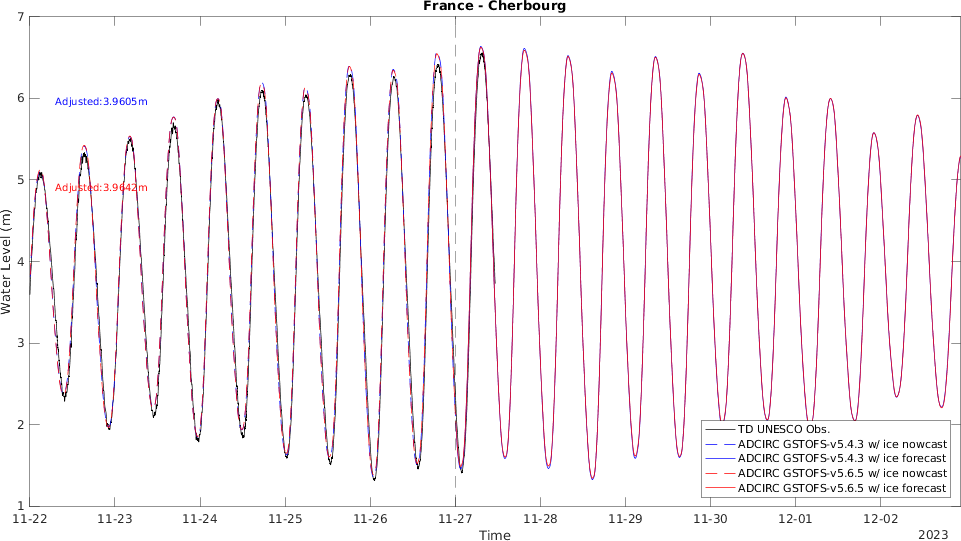 France - Cherbourg
7
6
5
4
3
2
1
Water Level (m)
Adjusted:3.9605m
Adjusted:3.9642m
TD UNESCO Obs.
ADCIRC GSTOFS-v5.4.3 w/ ice nowcast
ADCIRC GSTOFS-v5.4.3 w/ ice forecast
ADCIRC GSTOFS-v5.6.5 w/ ice nowcast
ADCIRC GSTOFS-v5.6.5 w/ ice forecast
11-22 11-23 11-24 11-25 11-26 11-27 11-28 11-29 11-30 12-01 12-02
Time
2023